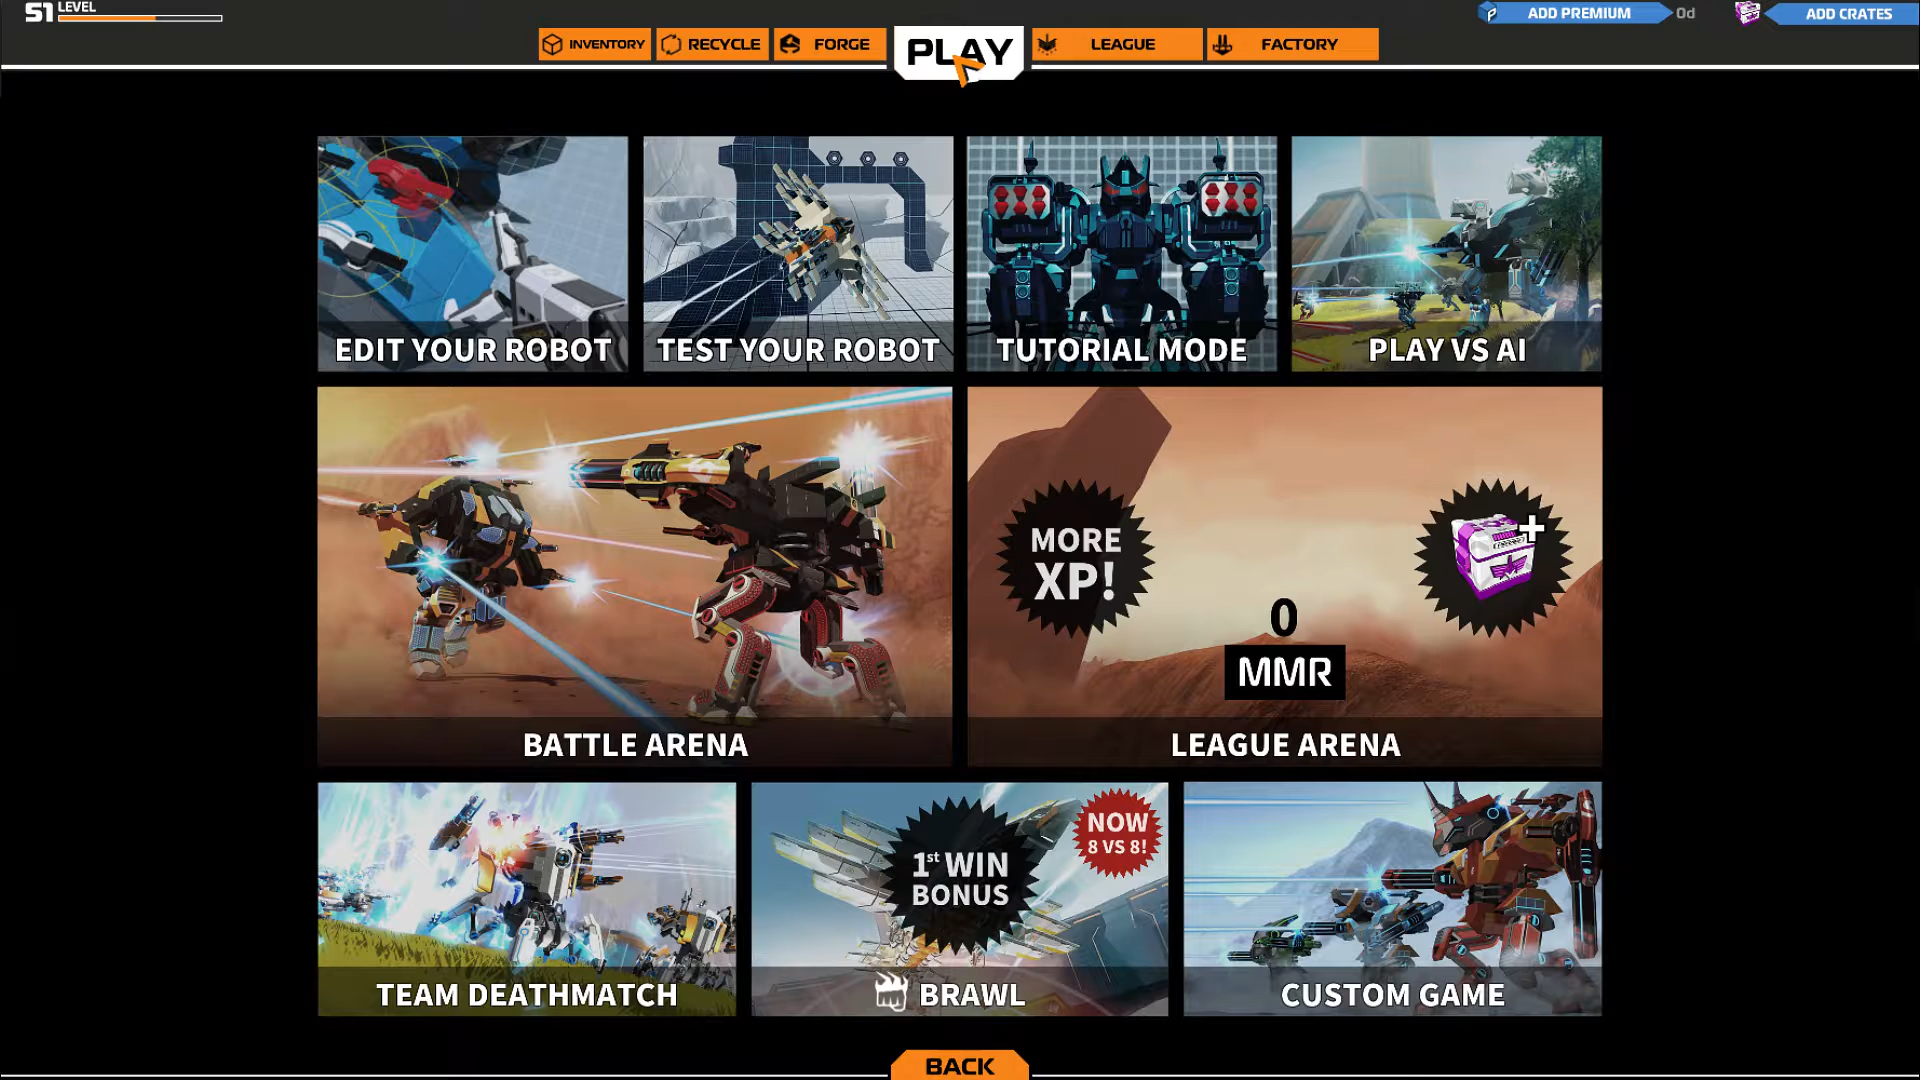 51 LEVEL
ADD PREMIUM 0d
ADD CRATES
INVENTORY
RECYCLE
FORGE
PLAY
LEAGUE
FACTORY
EDIT YOUR ROBOT
TEST YOUR ROBOT
TUTORIAL MODE
PLAY VS AI
MORE
XP!
0
MMR
BATTLE ARENA
LEAGUE ARENA
1st WIN
BONUS
NOW
8 VS 8!
TEAM DEATHMATCH
BRAWL
CUSTOM GAME
BACK